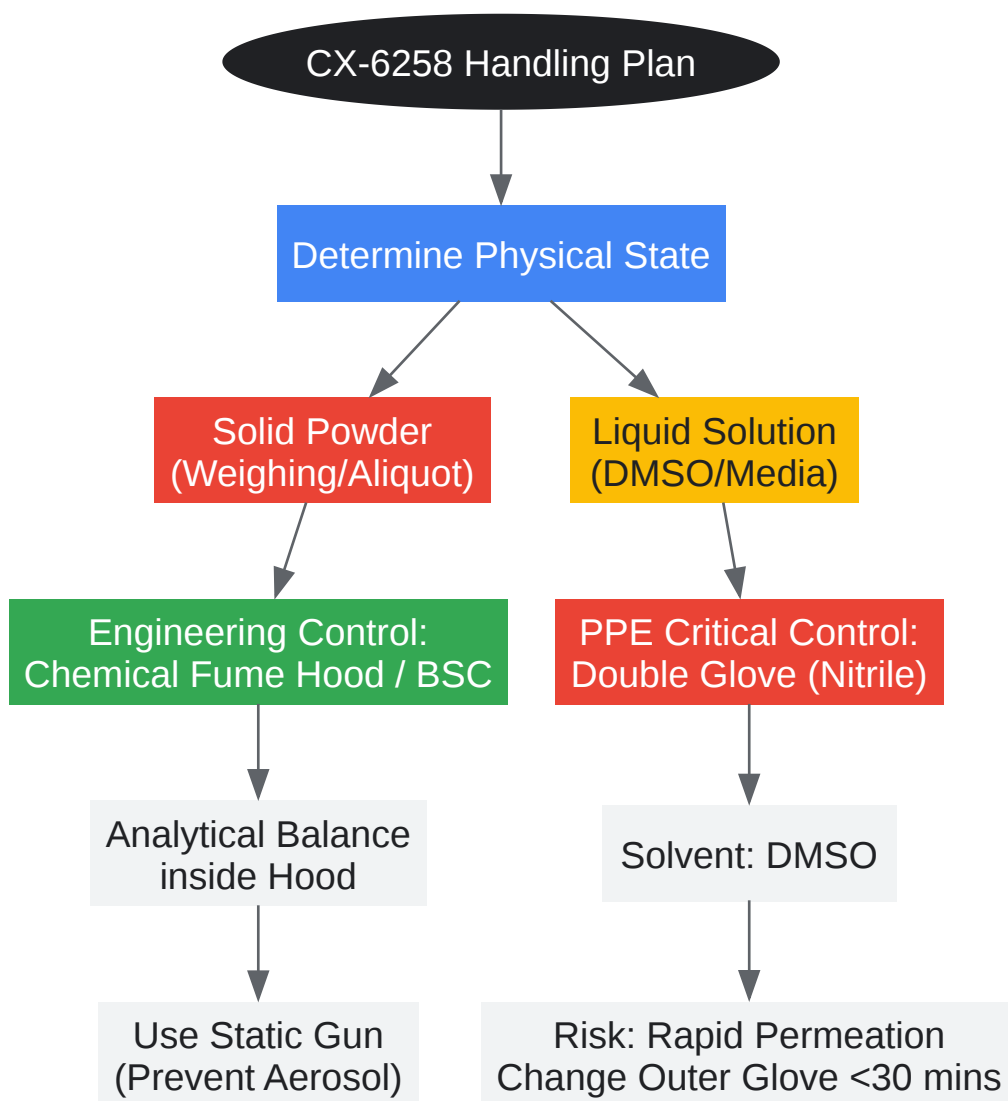 CX-6258 Handling Plan
Determine Physical State
Solid Powder
(Weighing/Aliquot)
Liquid Solution
(DMSO/Media)
Engineering Control:
Chemical Fume Hood / BSC
PPE Critical Control:
Double Glove (Nitrile)
Analytical Balance
inside Hood
Solvent: DMSO
Use Static Gun
(Prevent Aerosol)
Risk: Rapid Permeation
Change Outer Glove <30 mins